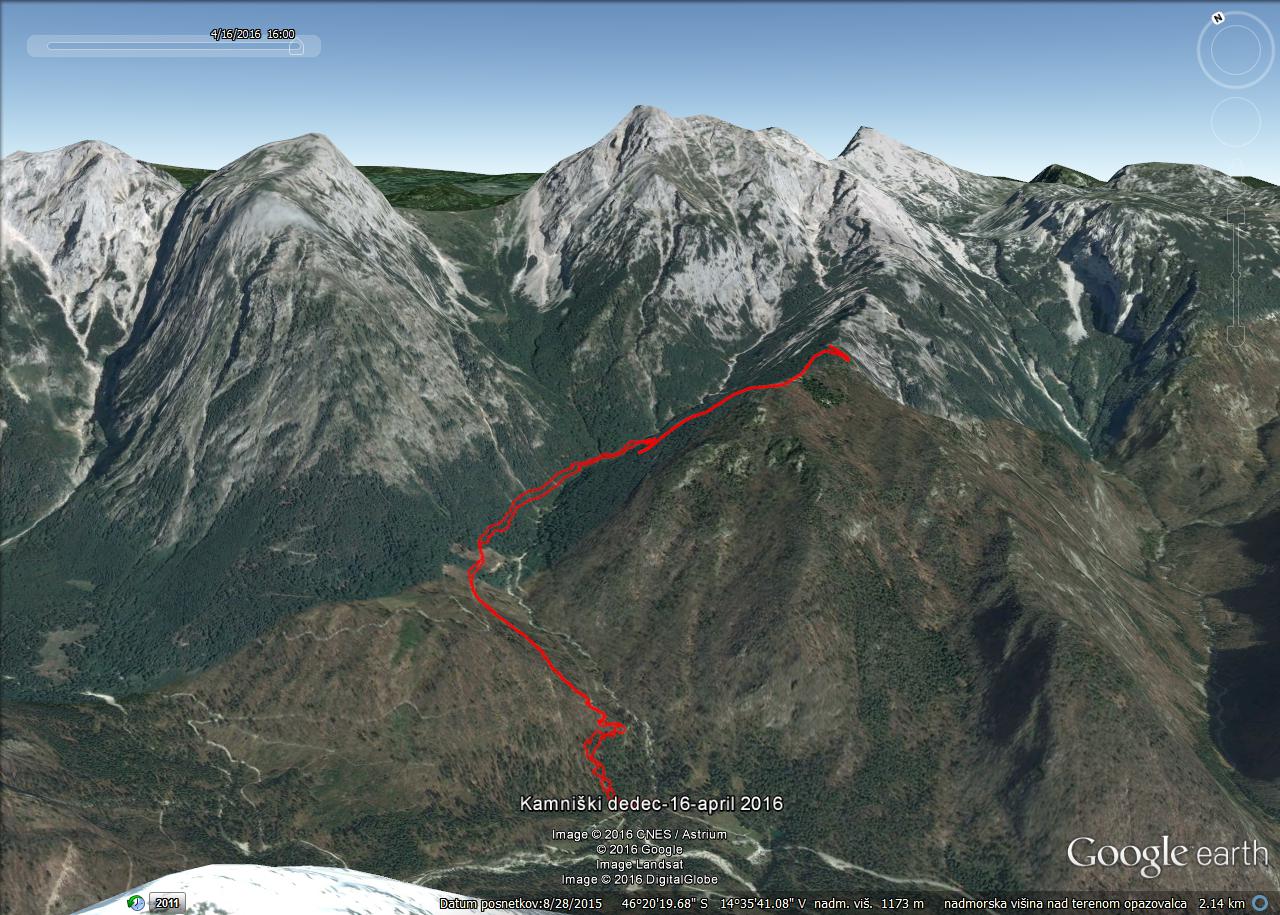 4/16/2016 16:00
N
Kamniški dedec-16-april 2016
Image © 2016 CNES / Astrium
© 2016 Google
Image Landsat
Image © 2016 DigitalGlobe
Google earth
2011
Datum posnetkov:8/28/2015 46°20'19.68" S 14°35'41.08" V nadm. viš. 1173 m nadmorska višina nad terenom opazovalca 2.14 km